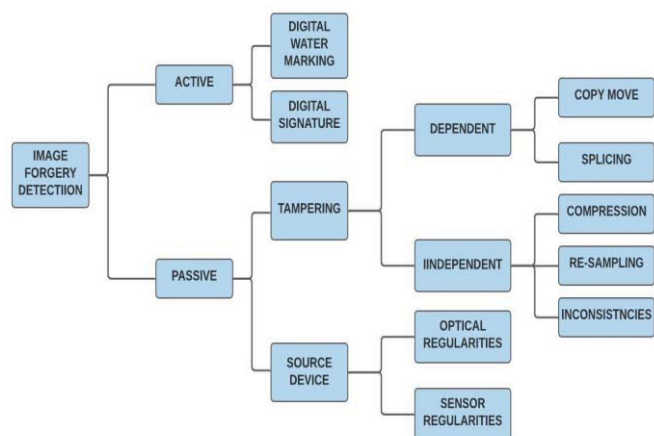 IMAGE
FORGERY
DETECTIION
ACTIVE
DIGITAL
WATER
MARKING
DIGITAL
SIGNATURE
PASSIVE
TAMPERING
DEPENDENT
COPY MOVE
SPLICING
IINDEPENDENT
COMPRESSION
RE-SAMPLING
INCONSISTNCIES
SOURCE
DEVICE
OPTICAL
REGULARITIES
SENSOR
REGULARITIES